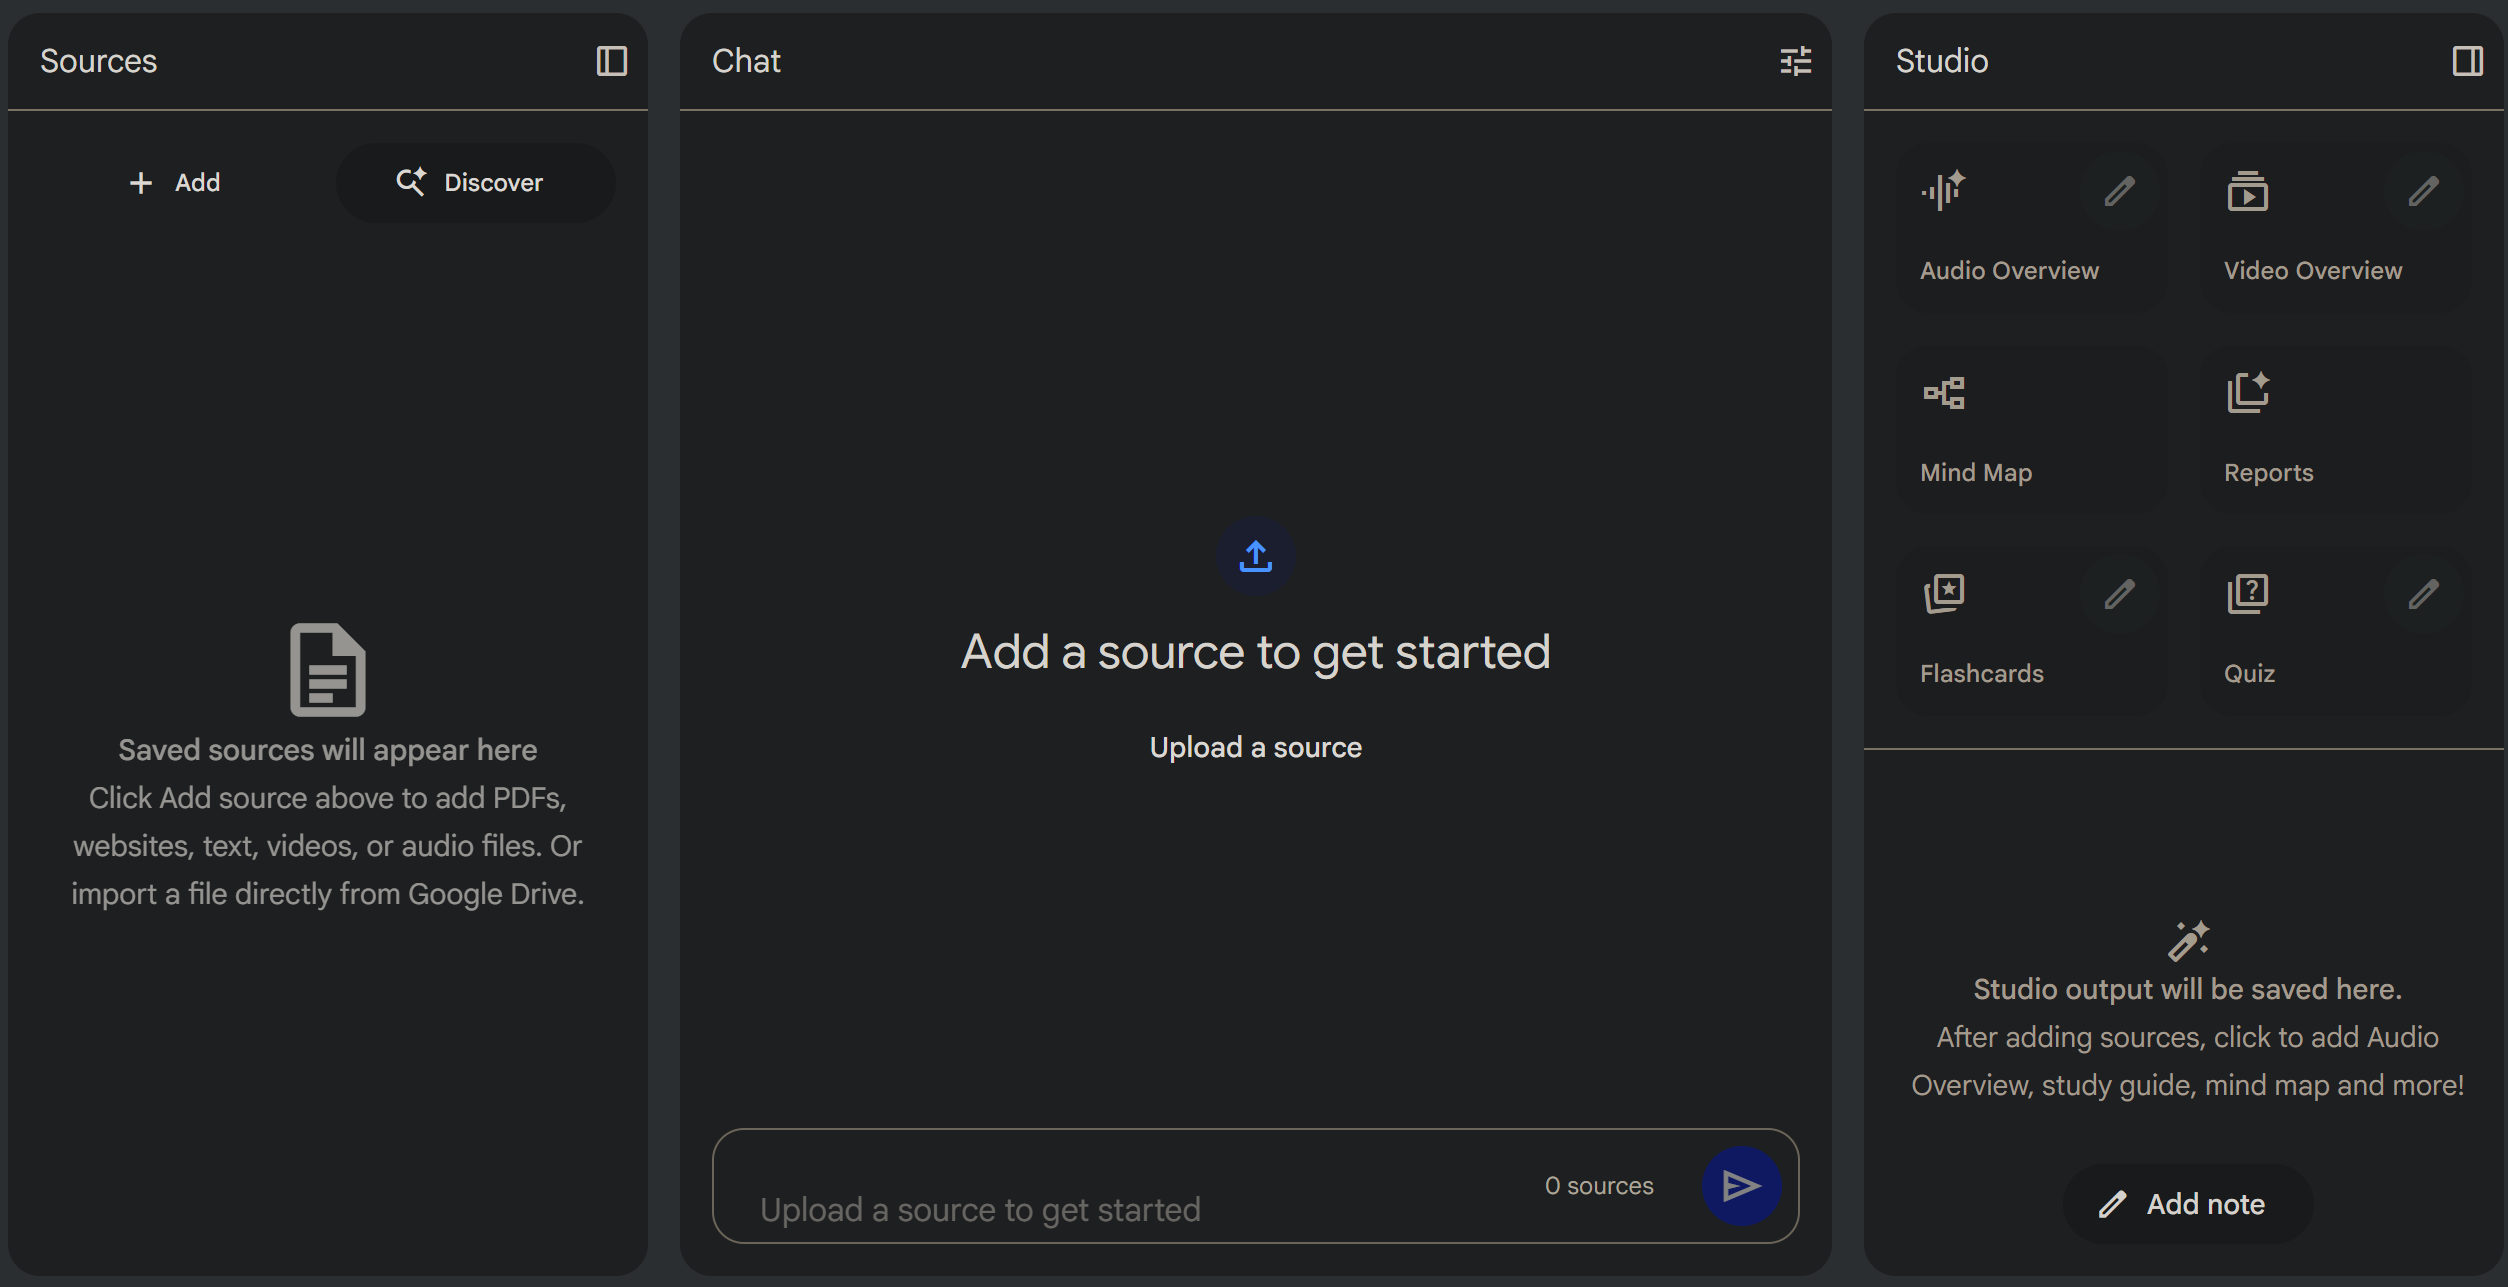 Sources
Add
Discover
Saved sources will appear here
Click Add source above to add PDFs,
websites, text, videos, or audio files. Or
import a file directly from Google Drive.
Chat
Add a source to get started
Upload a source
Upload a source to get started
0 sources
Studio
Audio Overview
Video Overview
Mind Map
Reports
Flashcards
Quiz
Studio output will be saved here.
After adding sources, click to add Audio
Overview, study guide, mind map and more!
Add note